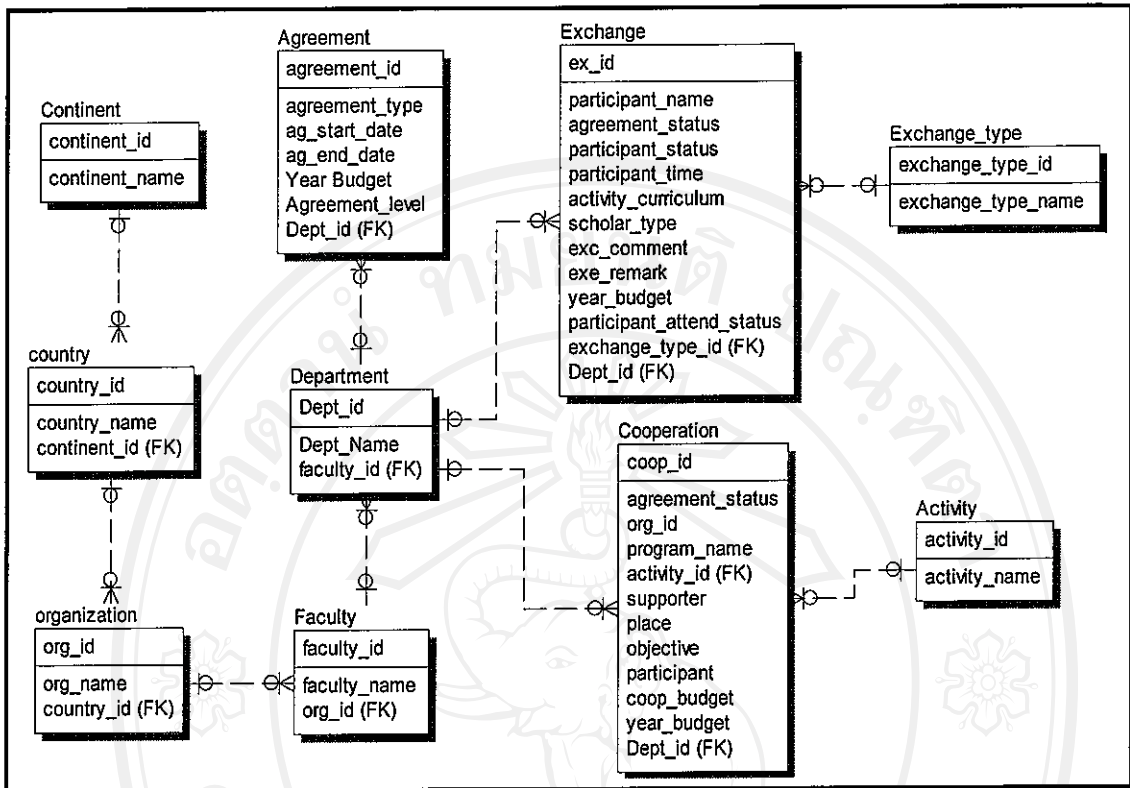 Continent
continent_id
continent_name
country
country_id
country_name
continent_id (FK)
organization
org_id
org_name
country_id (FK)
Agreement
agreement_id
agreement_type
ag_start_date
ag_end_date
Year Budget
Agreement_level
Dept_id (FK)
Department
Dept_id
Dept_Name
faculty_id (FK)
Faculty
faculty_id
faculty_name
org_id (FK)
Exchange
ex_id
participant_name
agreement_status
participant_status
participant_time
activity_curriculum
scholar_type
exc_comment
exe_remark
year_budget
participant_attend_status
exchange_type_id (FK)
Dept_id (FK)
Exchange_type
exchange_type_id
exchange_type_name
Cooperation
coop_id
agreement_status
org_id
program_name
activity_id (FK)
supporter
place
objective
participant
coop_budget
year_budget
Dept_id (FK)
Activity
activity_id
activity_name